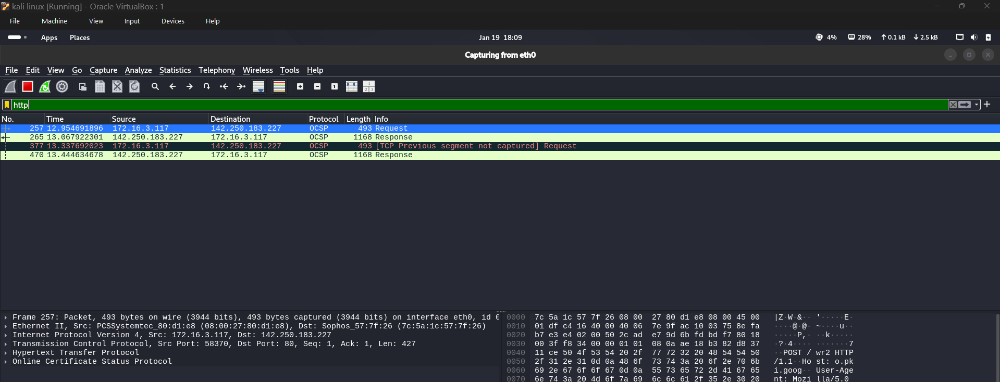 kali linux [Running] - Oracle VirtualBox : 1
File Machine View Input Devices Help
Apps Places Jan 19 18:09 4% 28% ↑0.1 kB ↓2.5 kB
Capturing from eth0
File Edit View Go Capture Analyze Statistics Telephony Wireless Tools Help
http
No. Time Source Destination Protocol Length Info
257 12.954691896 172.16.3.117 142.250.183.227 OCSP 493 Request
265 13.067922301 142.250.183.227 172.16.3.117 OCSP 1168 Response
377 13.337692023 172.16.3.117 142.250.183.227 OCSP 493 [TCP Previous segment not captured] Request
470 13.444634678 142.250.183.227 172.16.3.117 OCSP 1168 Response
Frame 257: Packet, 493 bytes on wire (3944 bits), 493 bytes captured (3944 bits) on interface eth0, id 0
Ethernet II, Src: PCSSystemtec_80:d1:e8 (08:00:27:80:d1:e8), Dst: Sophos_57:7f:26 (7c:5a:1c:57:7f:26)
Internet Protocol Version 4, Src: 172.16.3.117, Dst: 142.250.183.227
Transmission Control Protocol, Src Port: 58370, Dst Port: 80, Seq: 1, Ack: 1, Len: 427
Hypertext Transfer Protocol
Online Certificate Status Protocol
0000 7c 5a 1c 57 7f 26 08 00 27 80 d1 e8 08 00 45 00 |Z·W·&·· '·····E·
0010 01 df c4 16 40 00 40 06 7e 9f ac 10 03 75 8e fa ····@·@· ~····u··
0020 b7 e3 e4 02 00 50 2c ad e7 9d 6b fd bd f7 80 18 ·····P,· ··k·····
0030 00 3f f8 34 00 00 01 01 08 0a ae 18 b3 82 d8 37 ·?·4···· ·······7
0040 11 ce 50 4f 53 54 20 2f 77 72 32 20 48 54 54 50 ··POST / wr2 HTTP
0050 2f 31 2e 31 0d 0a 48 6f 73 74 3a 20 6f 2e 70 6b /1.1··Ho st: o.pk
0060 69 2e 67 6f 6f 67 0d 0a 55 73 65 72 2d 41 67 65 i.goog·· User-Age
0070 6e 74 3a 20 4d 6f 7a 69 6c 6c 61 2f 35 2e 30 20 nt: Mozi lla/5.0